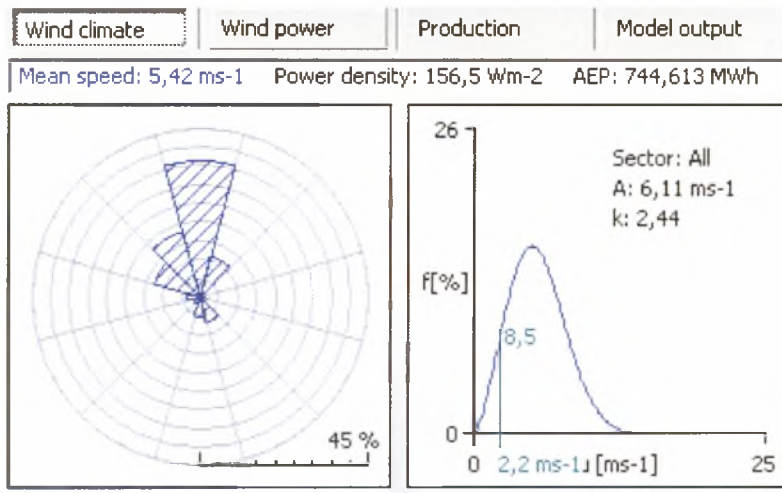 Wind climate Wind power Production Model output
Mean speed: 5,42 ms-1 Power density: 156,5 Wm-2 AEP: 744,613 MWh
45 %
26
Sector: All
A: 6,11 ms-1
k: 2,44
f[%]
8,5
0
0 2,2 ms-1 [ms-1] 25